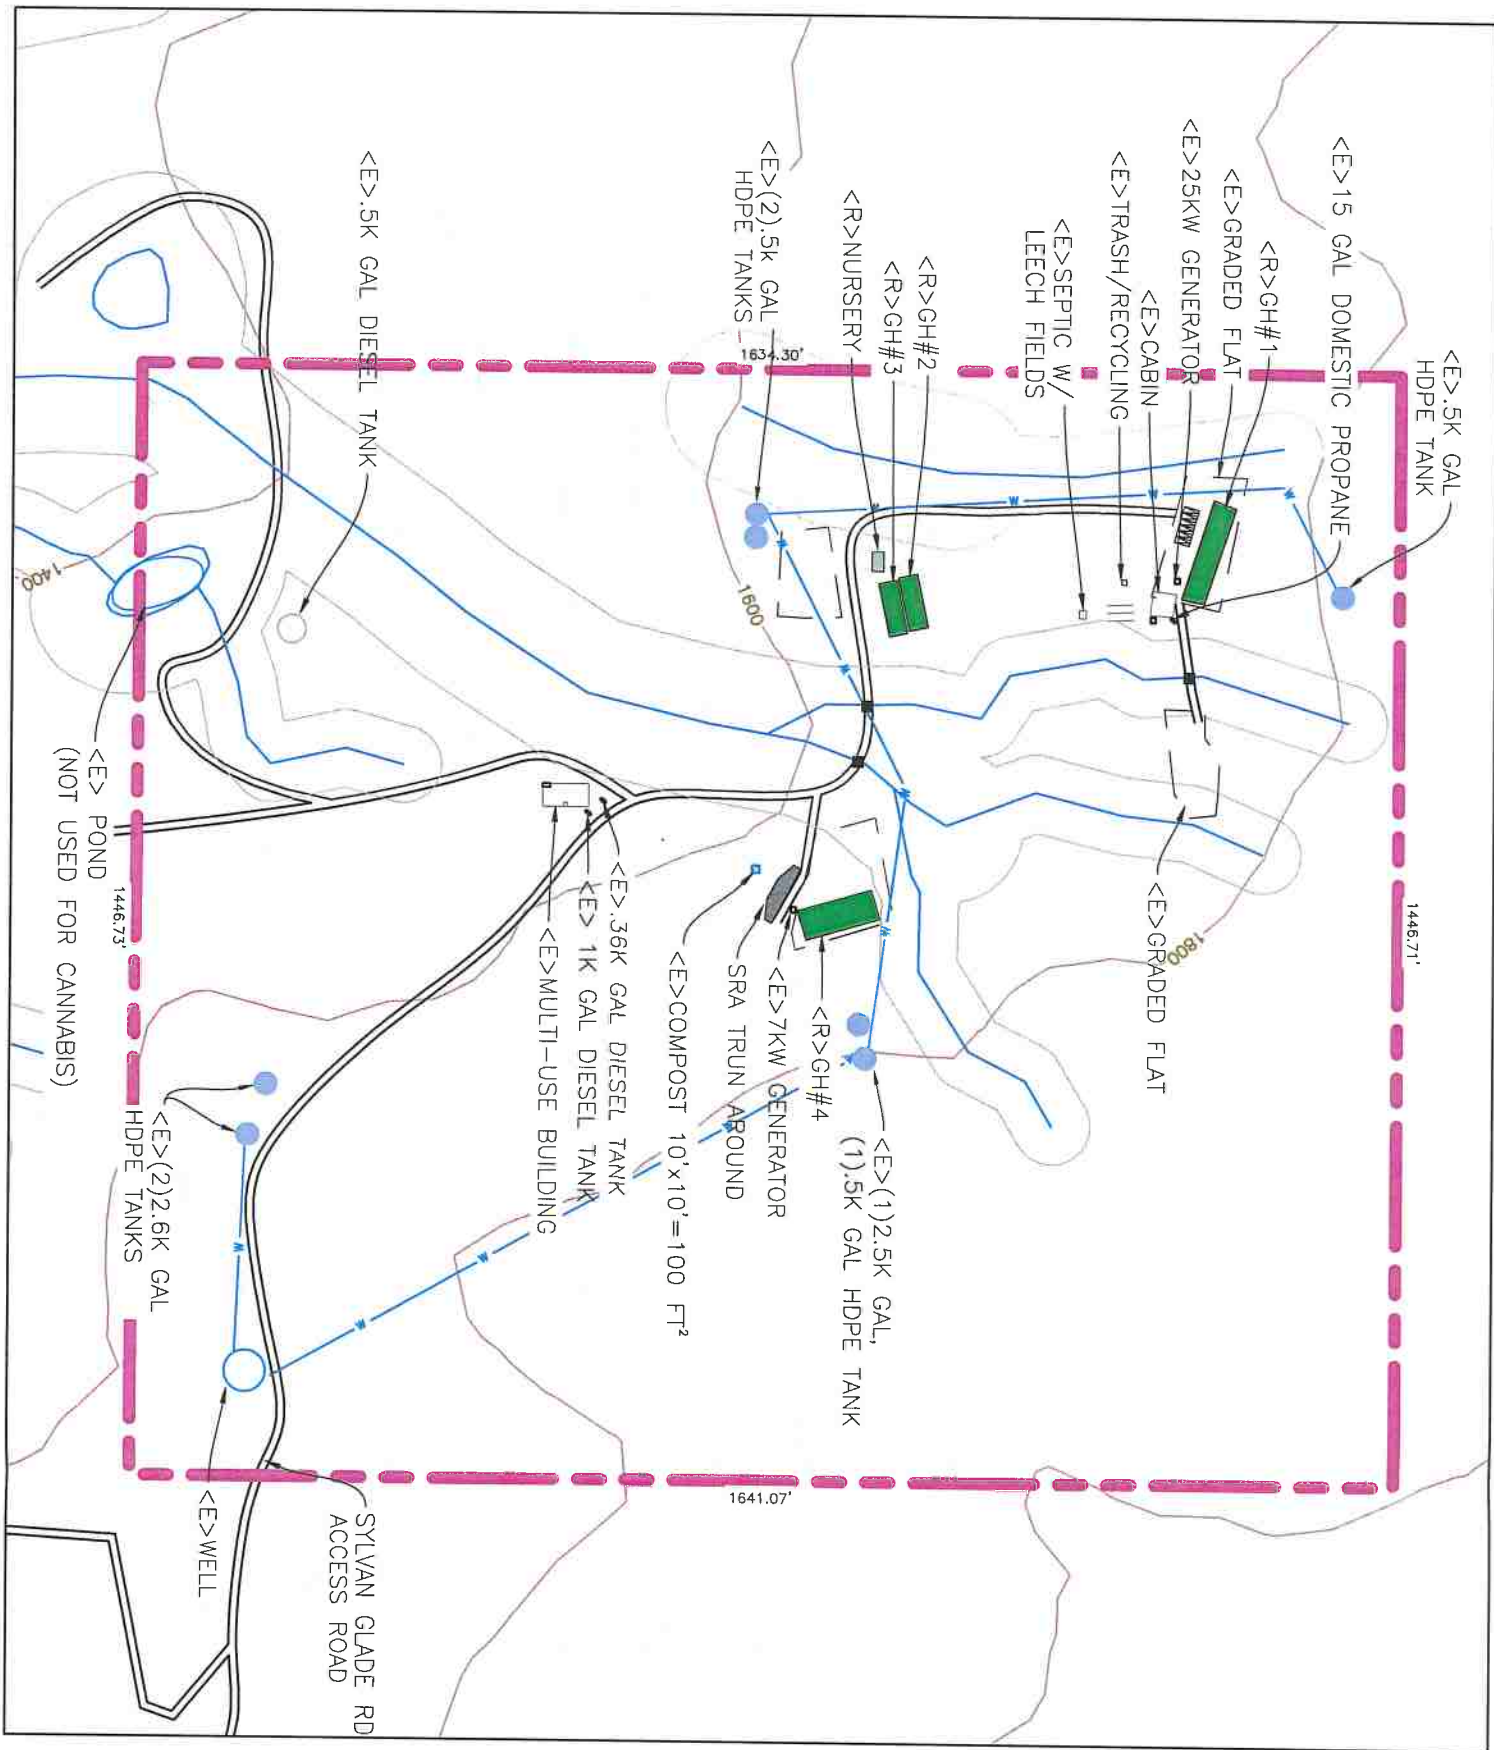 <E>.5K GAL
HDPE TANK
<E>15 GAL DOMESTIC PROPANE
<R>GH#1
<E>GRADED FLAT
<E>25KW GENERATOR
<E>CABIN
<E>TRASH/RECYCLING
<E>SEPTIC W/
LEECH FIELDS
<R>GH#2
<R>GH#3
<R>NURSERY
<E>(2).5k GAL
HDPE TANKS
<E>.5K GAL DIESEL TANK
1634.30'
1446.71'
1800
<E>GRADED FLAT
1600
<E>(1)2.5K GAL,
(1).5K GAL HDPE TANK
<R>GH#4
<E>7KW GENERATOR
SRA TRUN AROUND
<E>COMPOST 10'x10'=100 FT²
<E>.36K GAL DIESEL TANK
<E> 1K GAL DIESEL TANK
<E>MULTI-USE BUILDING
1400
<E> POND
(NOT USED FOR CANNABIS)
1446.73'
<E>(2)2.6K GAL
HDPE TANKS
1641.07'
<E>WELL
SYLVAN GLADE RD
ACCESS ROAD
W
W
W
W
W
W
W
W
W
W
W
W
W